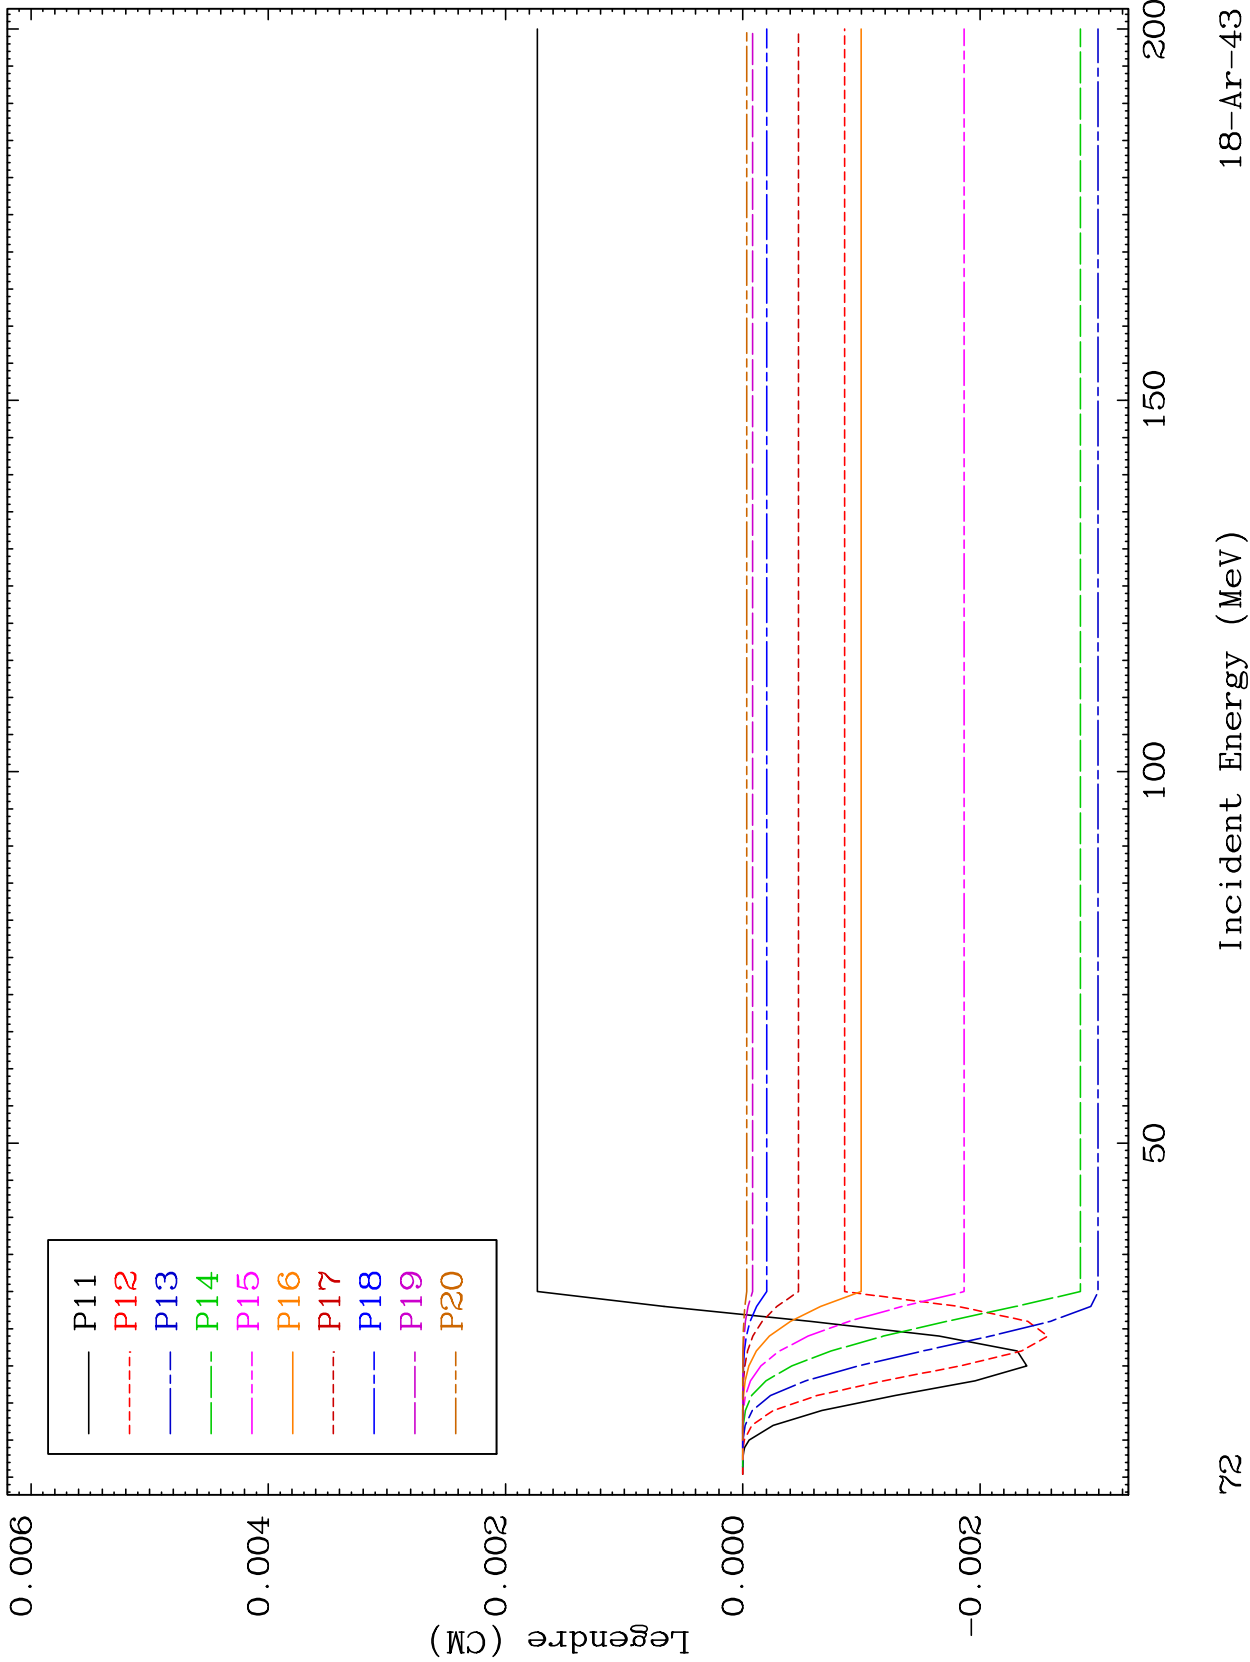 0.006
0.004
0.002
0.000
-0.002
Legendre (CM)
P11
P12
P13
P14
P15
P16
P17
P18
P19
P20
50
100
150
200
Incident Energy (MeV)
72
18-Ar-43